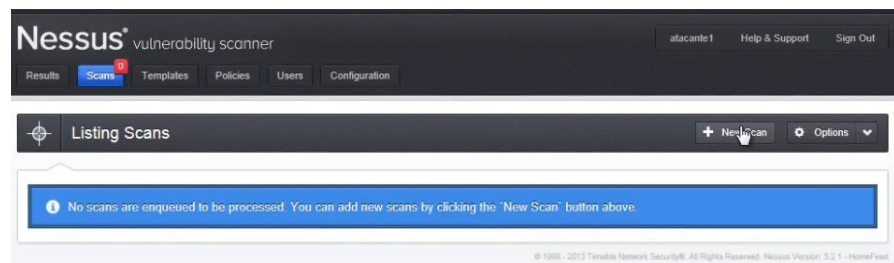 Nessus® vulnerability scanner
atacante1 Help & Support Sign Out
Results Scans 0 Templates Policies Users Configuration
Listing Scans
+ New Scan Options
No scans are enqueued to be processed. You can add new scans by clicking the `New Scan` button above.
© 1998 - 2013 Tenable Network Security®. All Rights Reserved. Nessus Version: 5.2.1 - HomeFeed